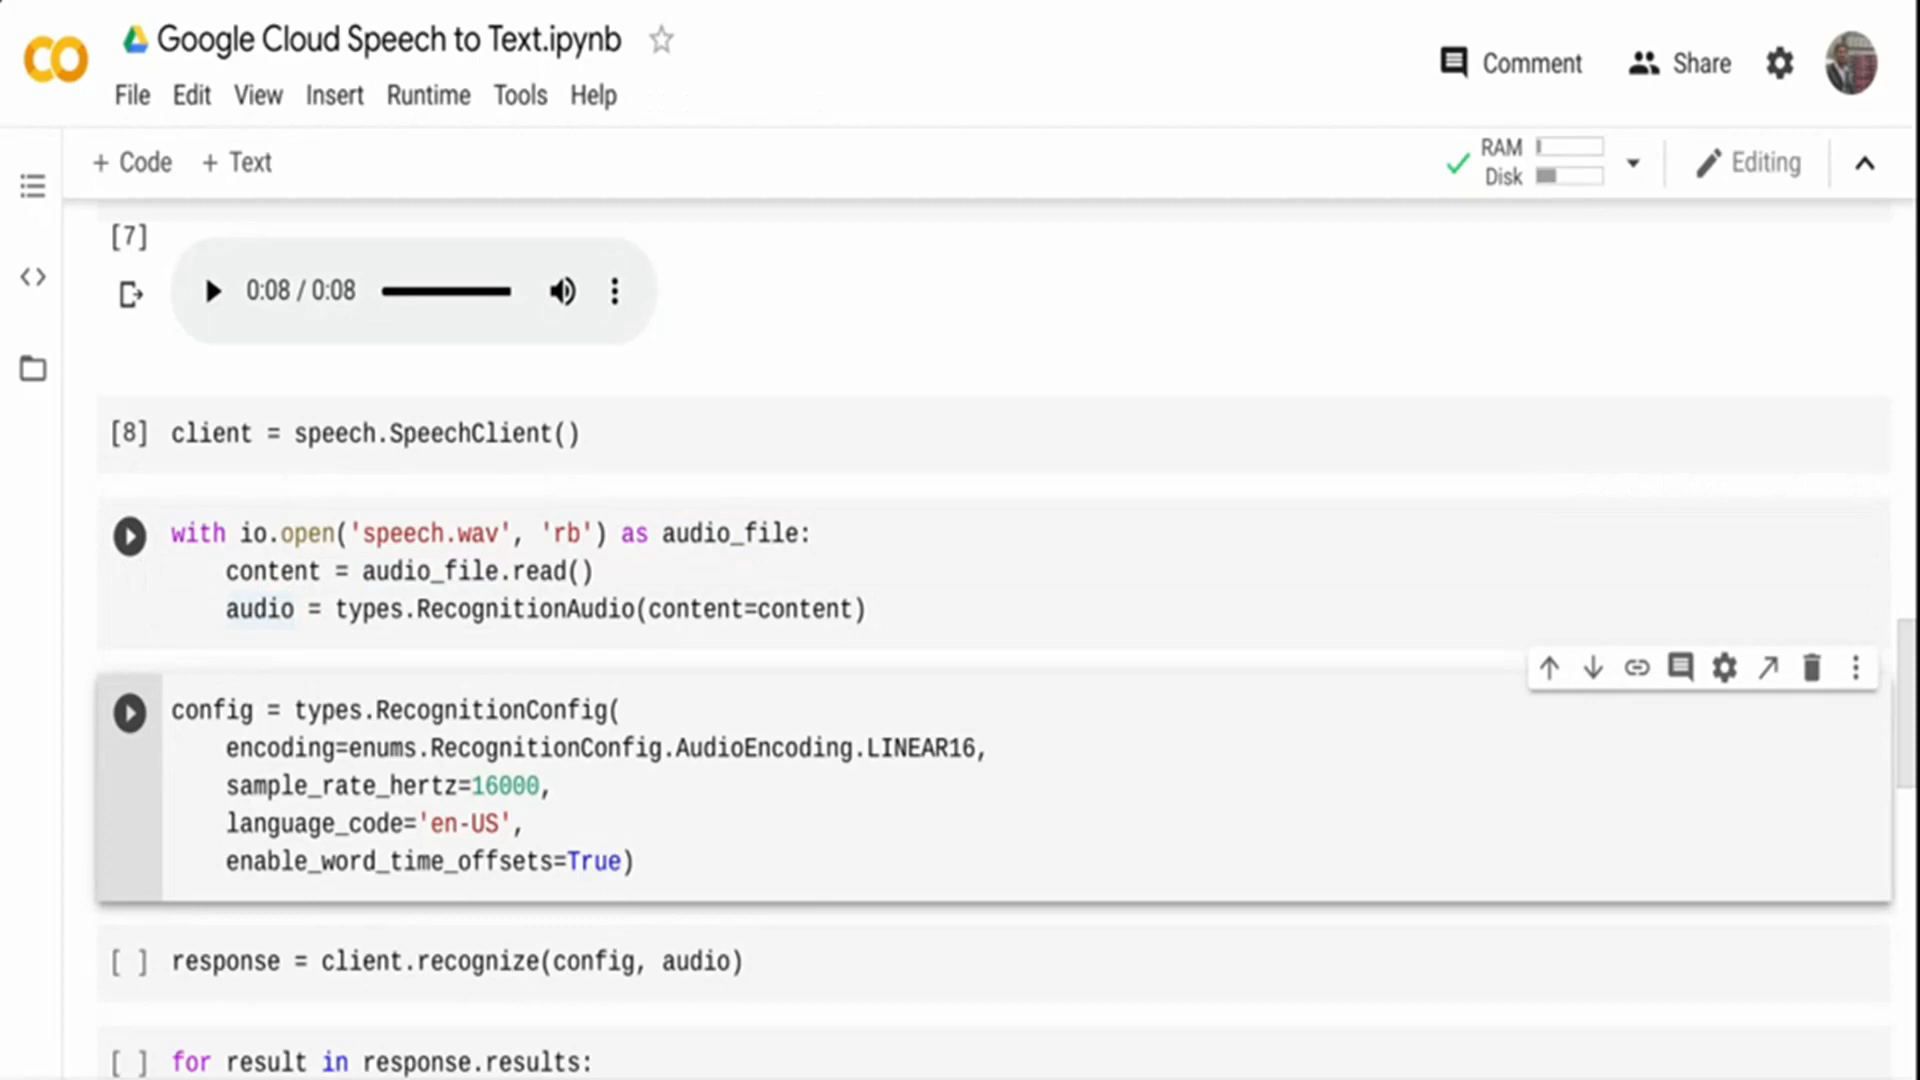 Google Cloud Speech to Text.ipynb
File Edit View Insert Runtime Tools Help
Comment Share
+ Code + Text
RAM
Disk
Editing
[7]
0:08 / 0:08
[8] client = speech.SpeechClient()
with io.open('speech.wav', 'rb') as audio_file:
content = audio_file.read()
audio = types.RecognitionAudio(content=content)
config = types.RecognitionConfig(
encoding=enums.RecognitionConfig.AudioEncoding.LINEAR16,
sample_rate_hertz=16000,
language_code='en-US',
enable_word_time_offsets=True)
[ ] response = client.recognize(config, audio)
[ ] for result in response.results: